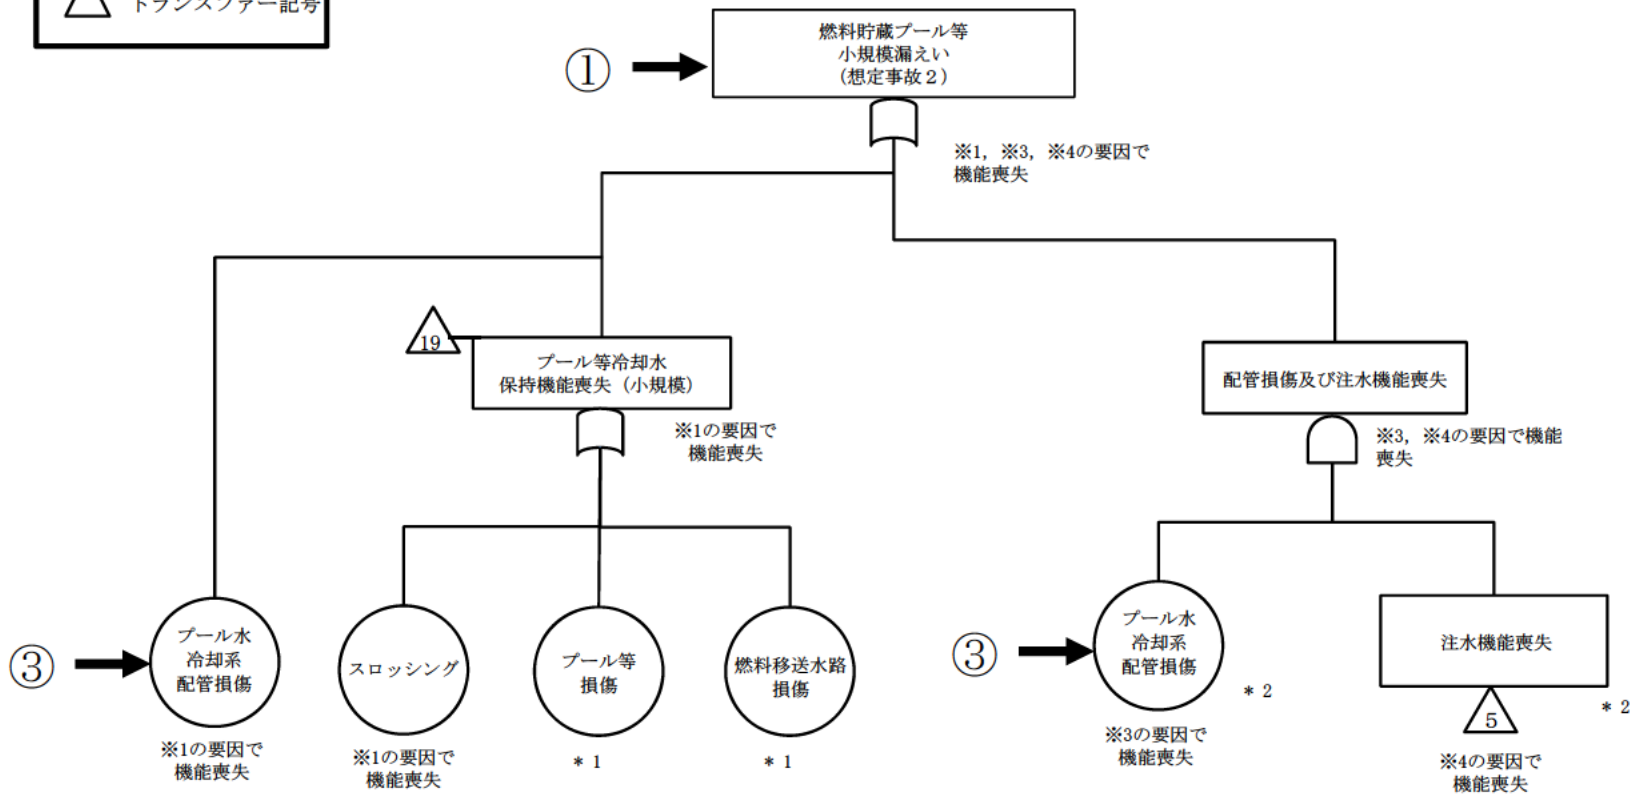 トランスファー記号
燃料貯蔵プール等
小規模漏えい
（想定事故２）
①
※1，※3，※4の要因で
機能喪失
19
プール等冷却水
保持機能喪失（小規模）
※1の要因で
機能喪失
配管損傷及び注水機能喪失
※3，※4の要因で機能
喪失
③
プール水
冷却系
配管損傷
※1の要因で
機能喪失
スロッシング
※1の要因で
機能喪失
プール等
損傷
＊1
燃料移送水路
損傷
＊1
③
プール水
冷却系
配管損傷
＊2
※3の要因で
機能喪失
注水機能喪失
＊2
5
※4の要因で
機能喪失